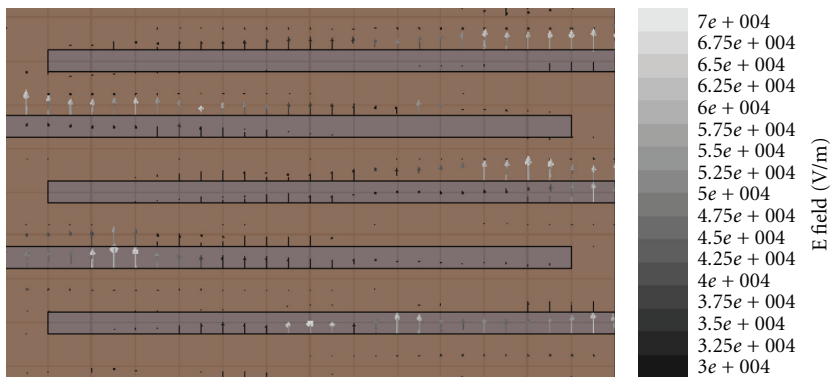 7e + 004
6.75e + 004
6.5e + 004
6.25e + 004
6e + 004
5.75e + 004
5.5e + 004
5.25e + 004
5e + 004
4.75e + 004
4.5e + 004
4.25e + 004
4e + 004
3.75e + 004
3.5e + 004
3.25e + 004
3e + 004
E field (V/m)